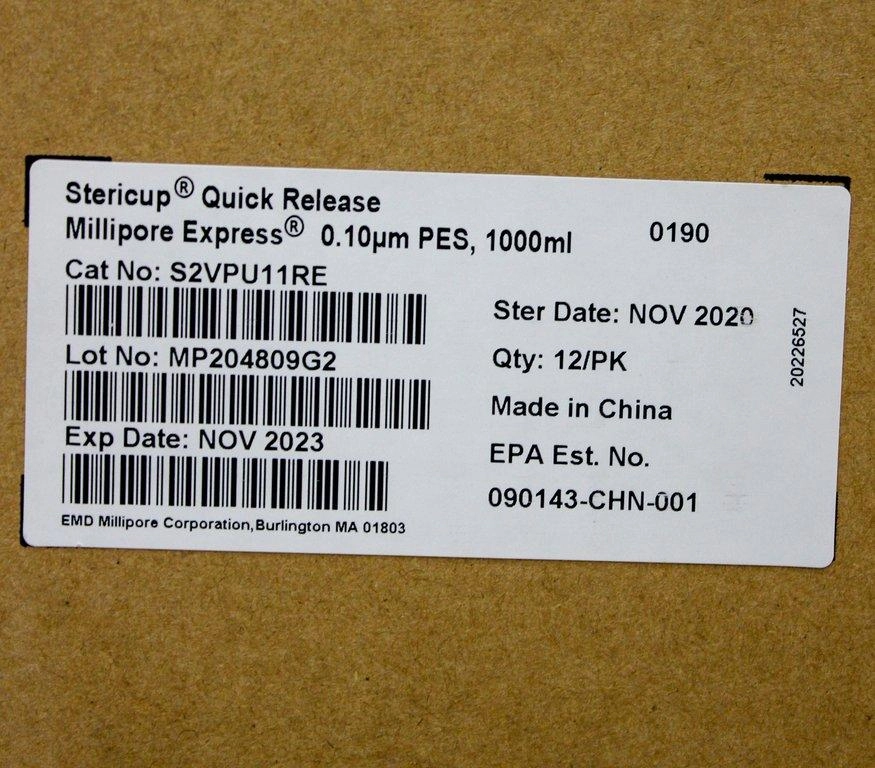 Stericup® Quick Release
Millipore Express® 0.10µm PES, 1000ml
0190
Cat No: S2VPU11RE
Lot No: MP204809G2
Exp Date: NOV 2023
EMD Millipore Corporation, Burlington MA 01803
Ster Date: NOV 2020
Qty: 12/PK
Made in China
EPA Est. No.
090143-CHN-001
20226527